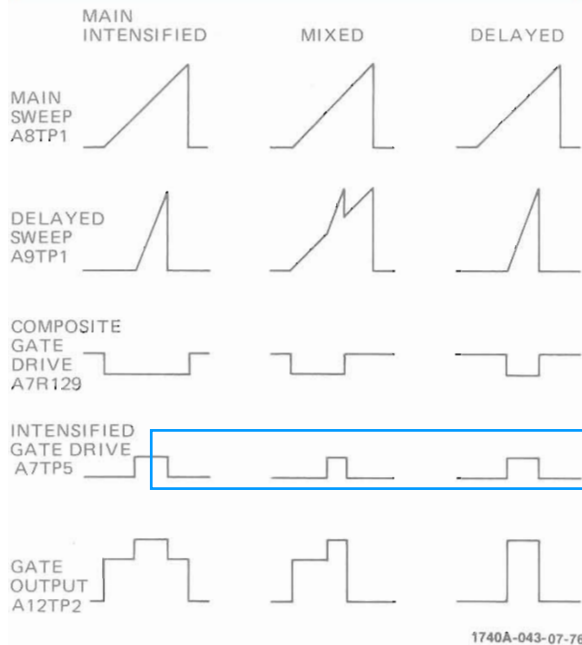 MAIN
INTENSIFIED
MIXED
DELAYED
MAIN
SWEEP
A8TP1
DELAYED
SWEEP
A9TP1
COMPOSITE
GATE
DRIVE
A7R129
INTENSIFIED
GATE DRIVE
A7TP5
GATE
OUTPUT
A12TP2
1740A-043-07-76